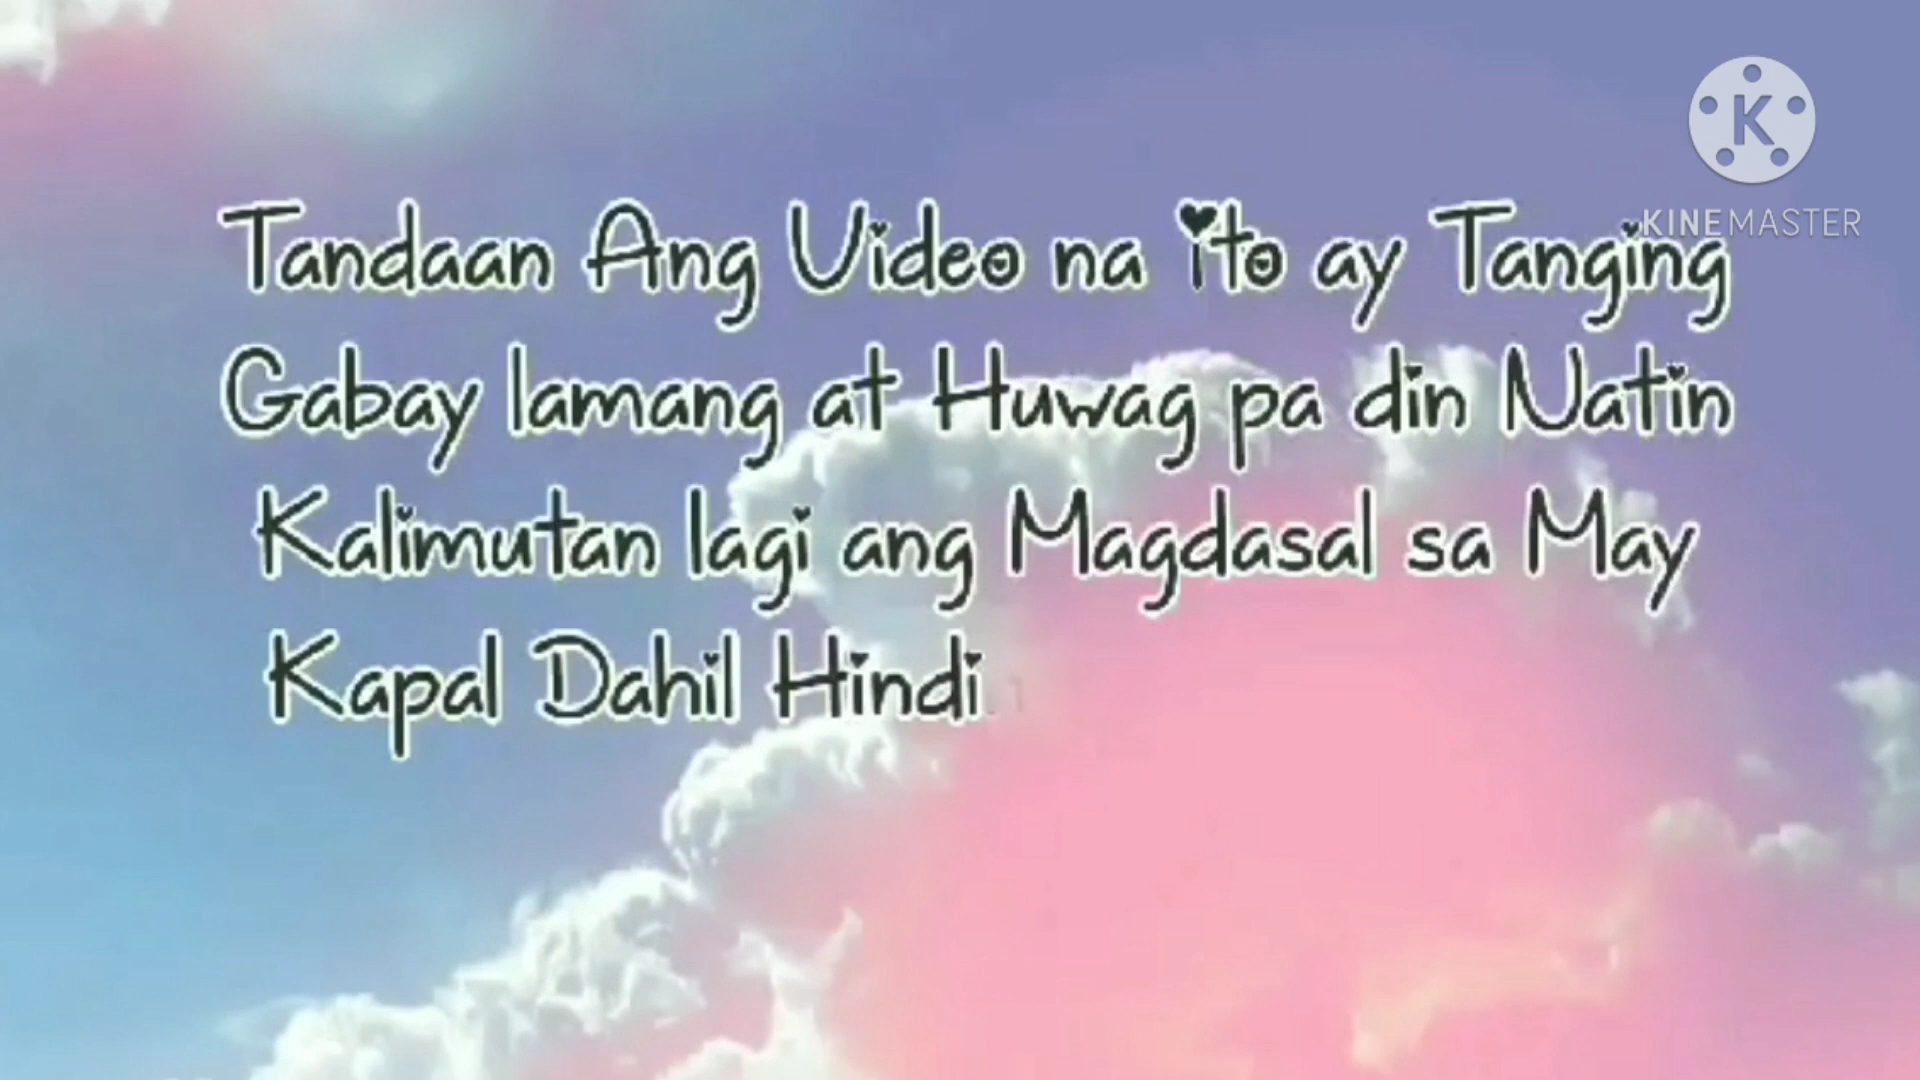 KINEMASTER
Tandaan Ang Video na ito ay Tanging
Gabay lamang at Huwag pa din Natin
Kalimutan lagi ang Magdasal sa May
Kapal Dahil Hindi